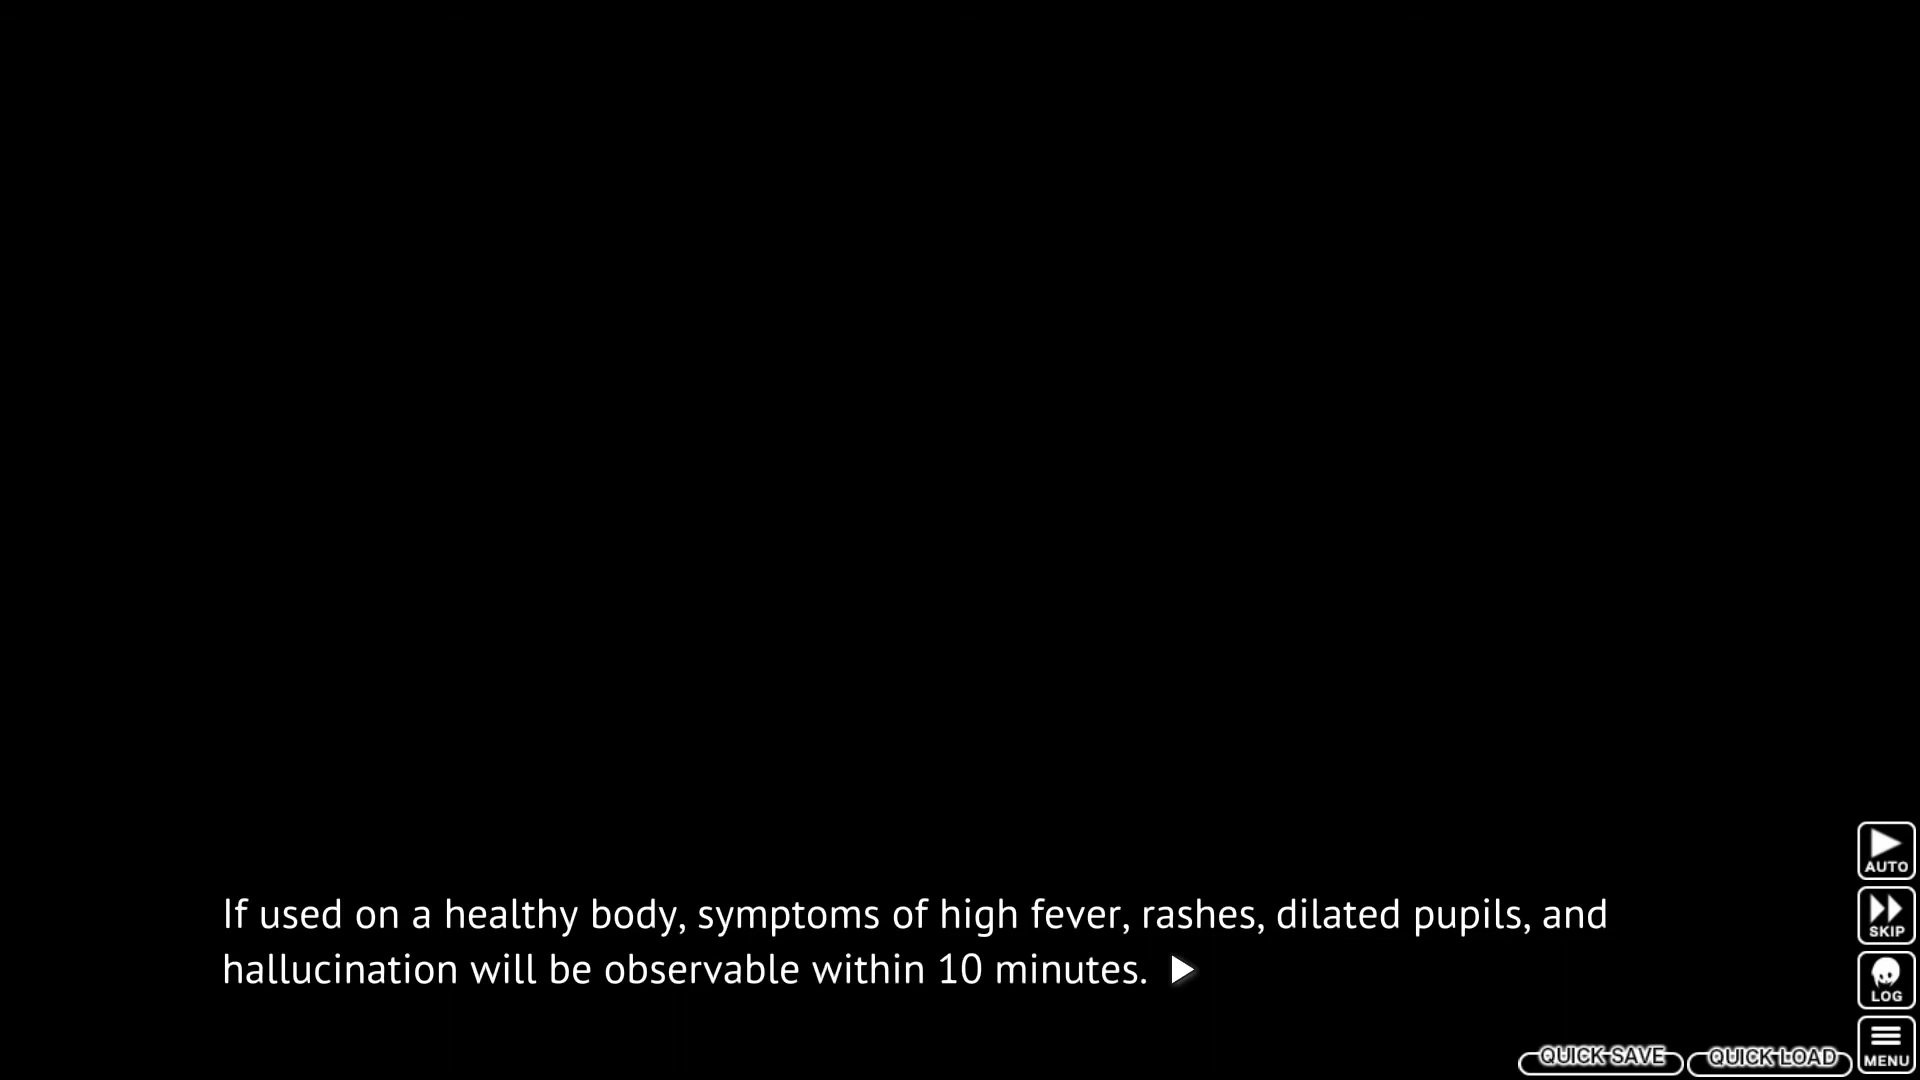 If used on a healthy body, symptoms of high fever, rashes, dilated pupils, and
hallucination will be observable within 10 minutes.
AUTO
SKIP
LOG
MENU
QUICK SAVE
QUICK LOAD